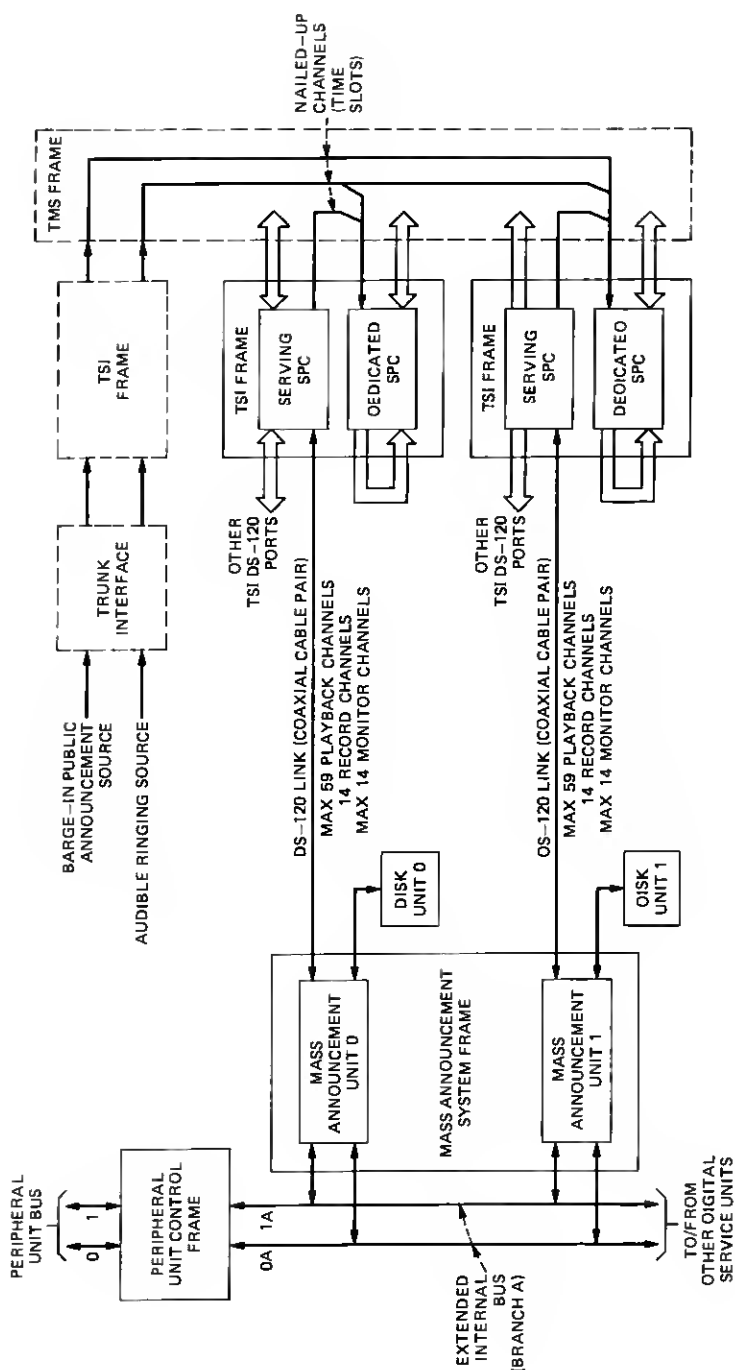 PERIPHERAL
UNIT BUS
0
1
PERIPHERAL
UNIT CONTROL
FRAME
0A
1A
EXTENDED
INTERNAL
BUS
(BRANCH A)
TO/FROM
OTHER DIGITAL
SERVICE UNITS
BARGE-IN PUBLIC
ANNOUNCEMENT
SOURCE
AUDIBLE RINGING SOURCE
TRUNK
INTERFACE
TSI
FRAME
TMS FRAME
NAILED-UP
CHANNELS
(TIME
SLOTS)
MASS
ANNOUNCEMENT
UNIT 0
DISK
UNIT 0
DS-120 LINK (COAXIAL CABLE PAIR)
MAX 59 PLAYBACK CHANNELS
14 RECORD CHANNELS
MAX 14 MONITOR CHANNELS
OTHER
TSI DS-120
PORTS
TSI FRAME
SERVING
SPC
OEDICATED
SPC
MASS ANNOUNCEMENT
SYSTEM FRAME
MASS
ANNOUNCEMENT
UNIT 1
OISK
UNIT 1
OS-120 LINK (COAXIAL CABLE PAIR)
MAX 59 PLAYBACK CHANNELS
14 RECORD CHANNELS
MAX 14 MONITOR CHANNELS
OTHER
TSI DS-120
PORTS
TSI FRAME
SERVING
SPC
DEOICATEO
SPC